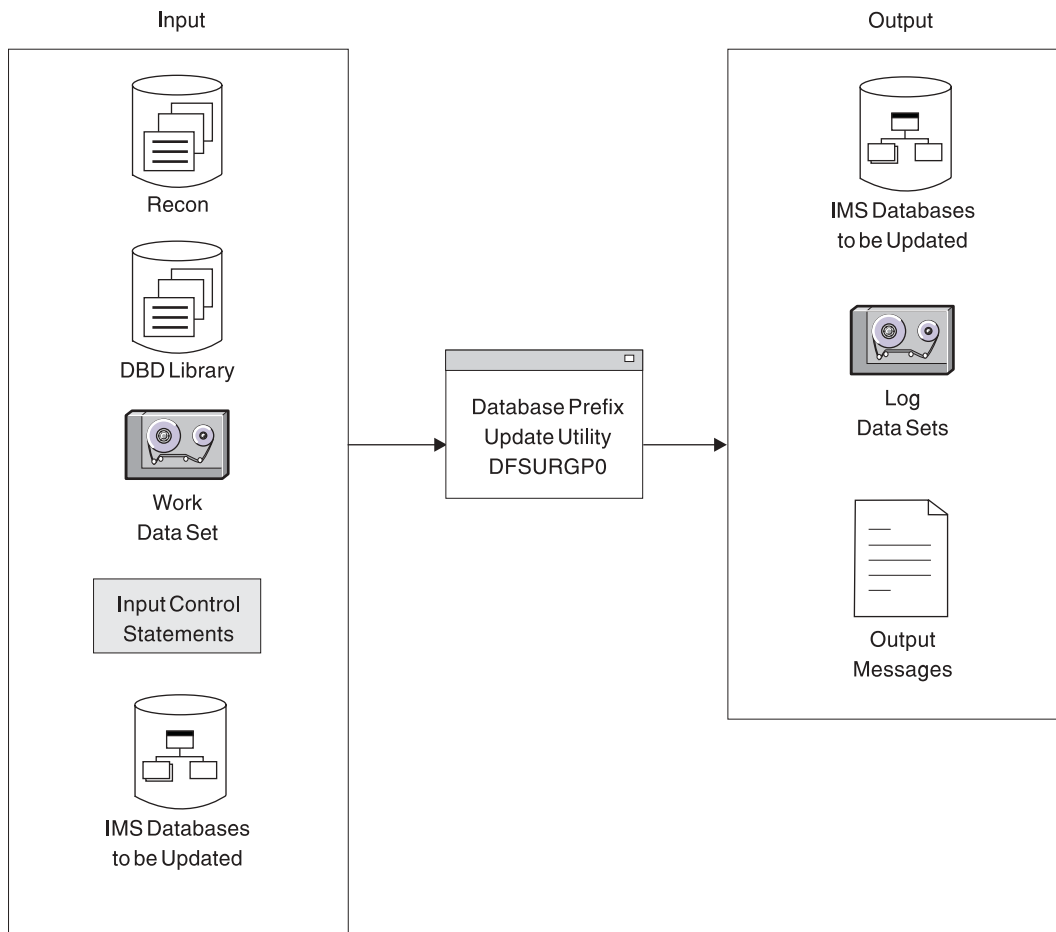 Input
Recon
DBD Library
Work
Data Set
Input Control
Statements
IMS Databases
to be Updated
Database Prefix
Update Utility
DFSURGP0
Output
IMS Databases
to be Updated
Log
Data Sets
Output
Messages